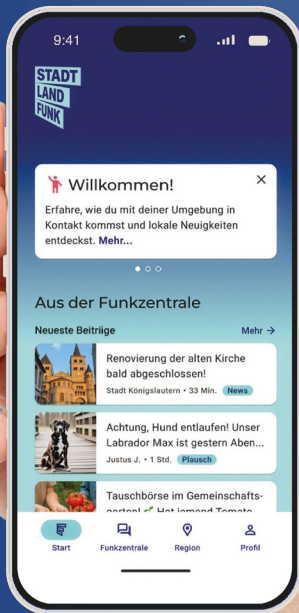 9:41
STADT
LAND
FUNK
Willkommen!
Erfahre, wie du mit deiner Umgebung in
Kontakt kommst und lokale Neuigkeiten
entdeckst. Mehr...
Aus der Funkzentrale
Neueste Beiträge
Mehr →
Renovierung der alten Kirche
bald abgeschlossen!
Stadt Königslautern • 33 Min. News
Achtung, Hund entlaufen! Unser
Labrador Max ist gestern Aben...
Justus J. • 1 Std. Plausch
Tauschbörse im Gemeinschafts-
garten! Hat jemand Tomate
Start
Funkzentrale
Region
Profil